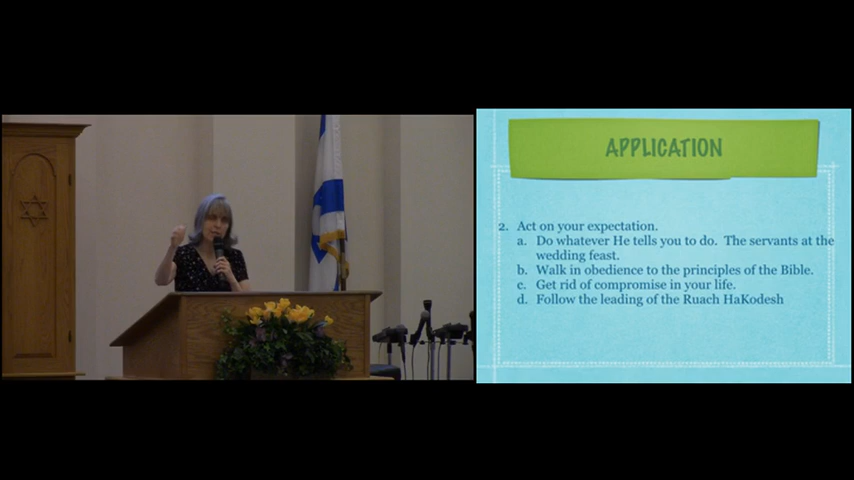 APPLICATION
2. Act on your expectation.
a. Do whatever He tells you to do. The servants at the
wedding feast.
b. Walk in obedience to the principles of the Bible.
c. Get rid of compromise in your life.
d. Follow the leading of the Ruach HaKodesh